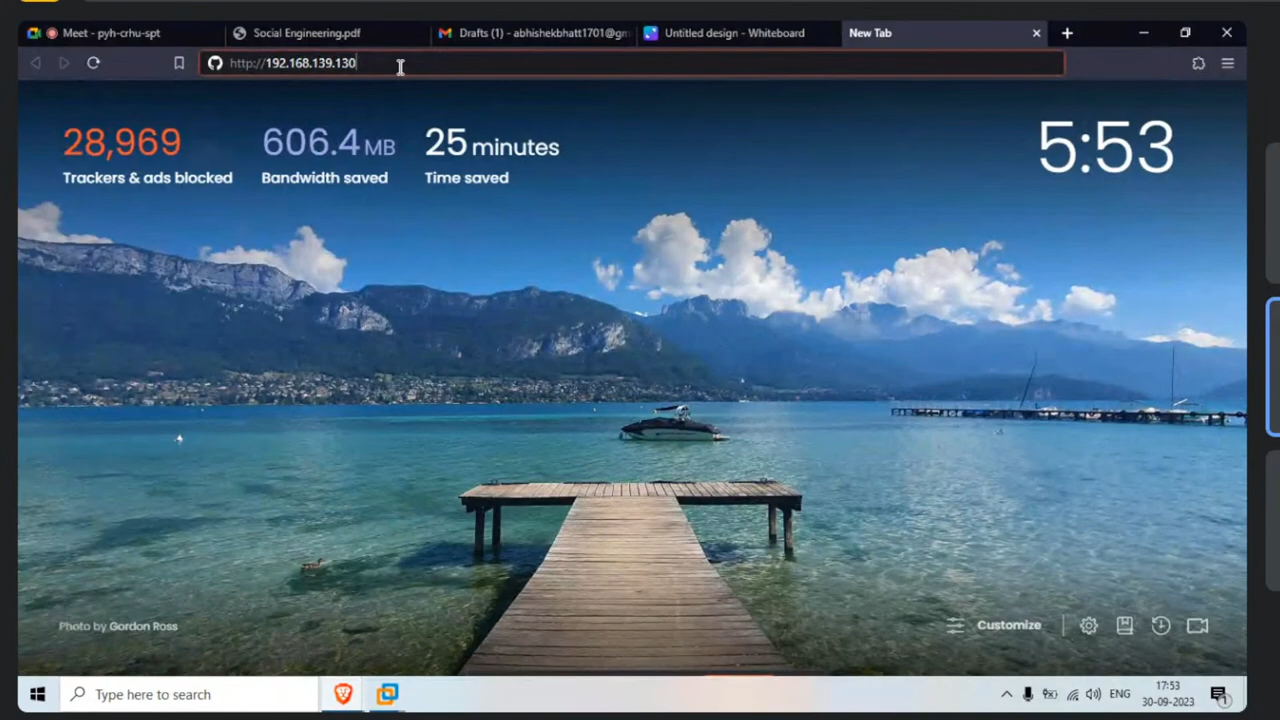 Meet - pyh-crhu-spt
Social Engineering.pdf
Drafts (1) - abhishekbhatt1701@gm
Untitled design - Whiteboard
New Tab
http://192.168.139.130
28,969
Trackers & ads blocked
606.4 MB
Bandwidth saved
25 minutes
Time saved
5:53
Photo by Gordon Ross
Customize
Type here to search
ENG
17:53
30-09-2023
1